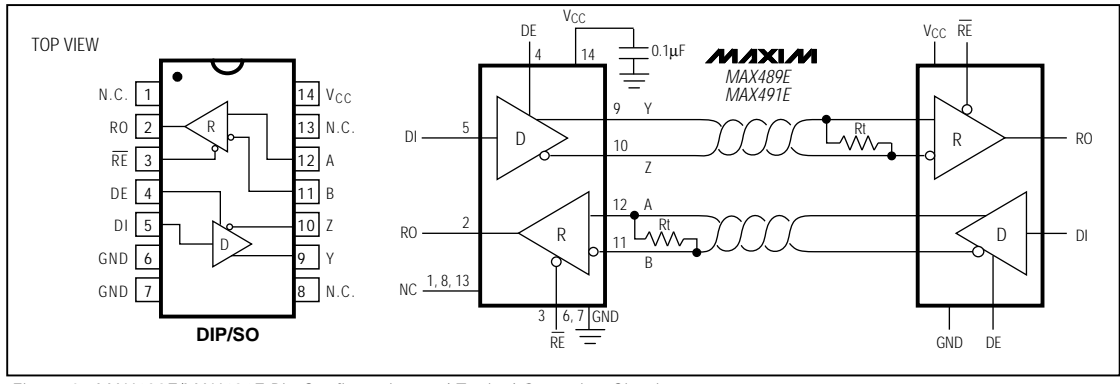 TOP VIEW
N.C. 1
RO 2
RE 3
DE 4
DI 5
GND 6
GND 7
14 VCC
13 N.C.
12 A
11 B
10 Z
9 Y
8 N.C.
R
D
DIP/SO
DE
4
VCC
14
0.1µF
MAXIM
MAX489E
MAX491E
VCC
RE
DI
5
D
9 Y
10
Z
Rt
R
RO
RO
2
R
12 A
11
B
Rt
D
DI
NC 1, 8, 13
3
RE
6, 7
GND
GND
DE